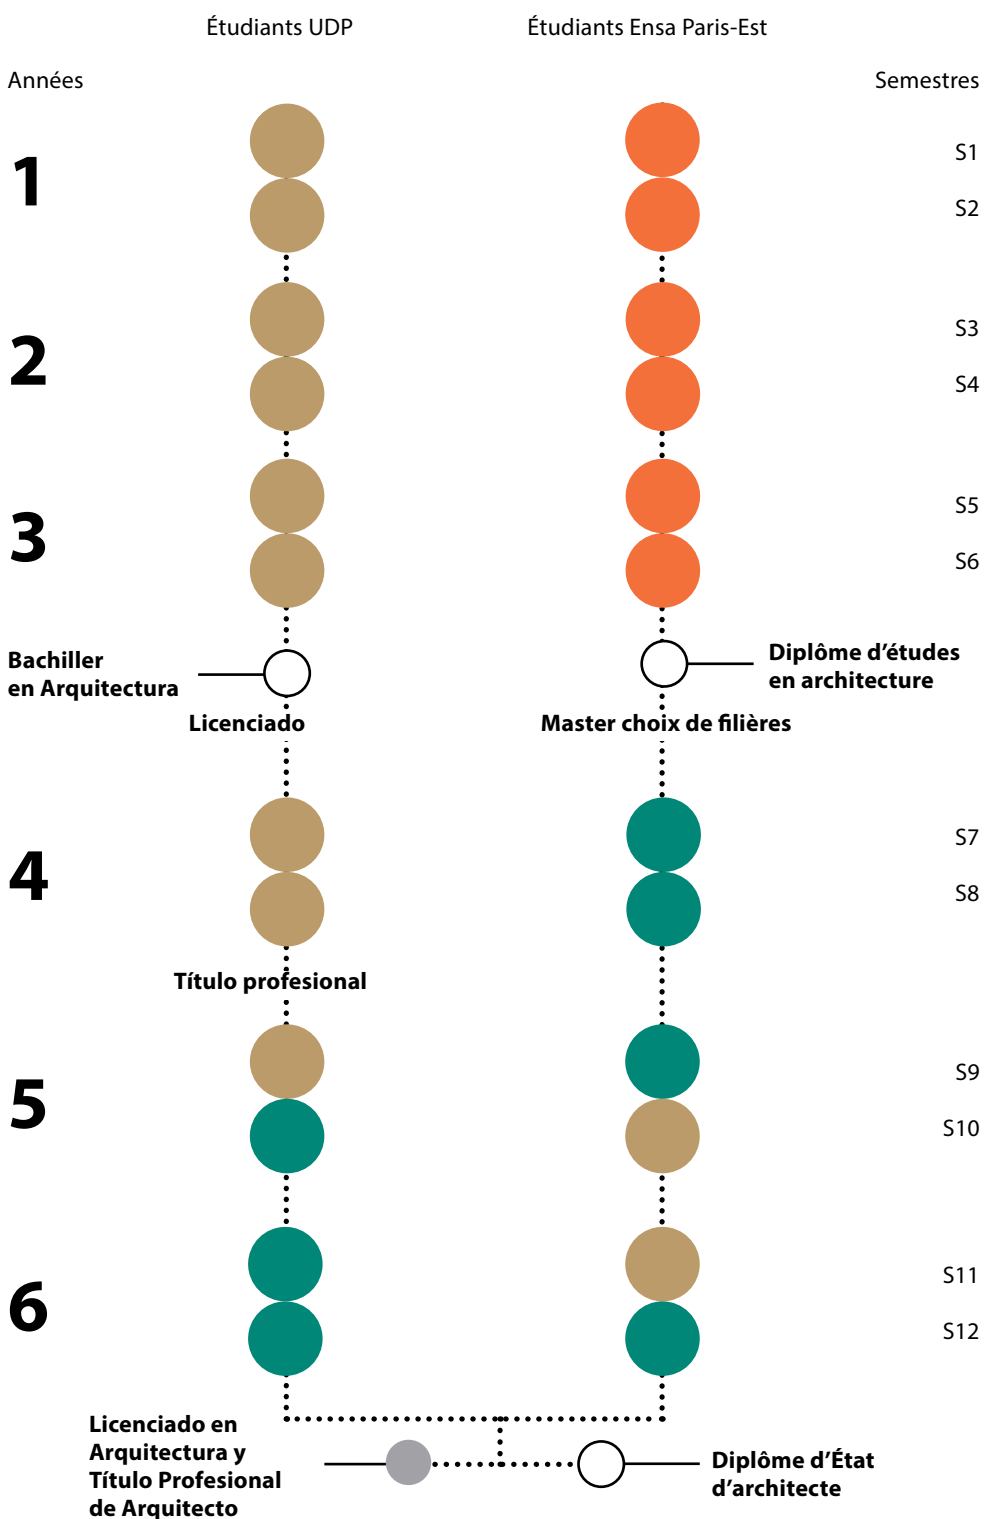 Étudiants UDP
Étudiants Ensa Paris-Est
Années
Semestres
1
S1
S2
2
S3
S4
3
S5
S6
Bachiller
en Arquitectura
Diplôme d’études
en architecture
Licenciado
Master choix de filières
4
S7
S8
Título profesional
5
S9
S10
6
S11
S12
Licenciado en
Arquitectura y
Título Profesional
de Arquitecto
Diplôme d’État
d’architecte